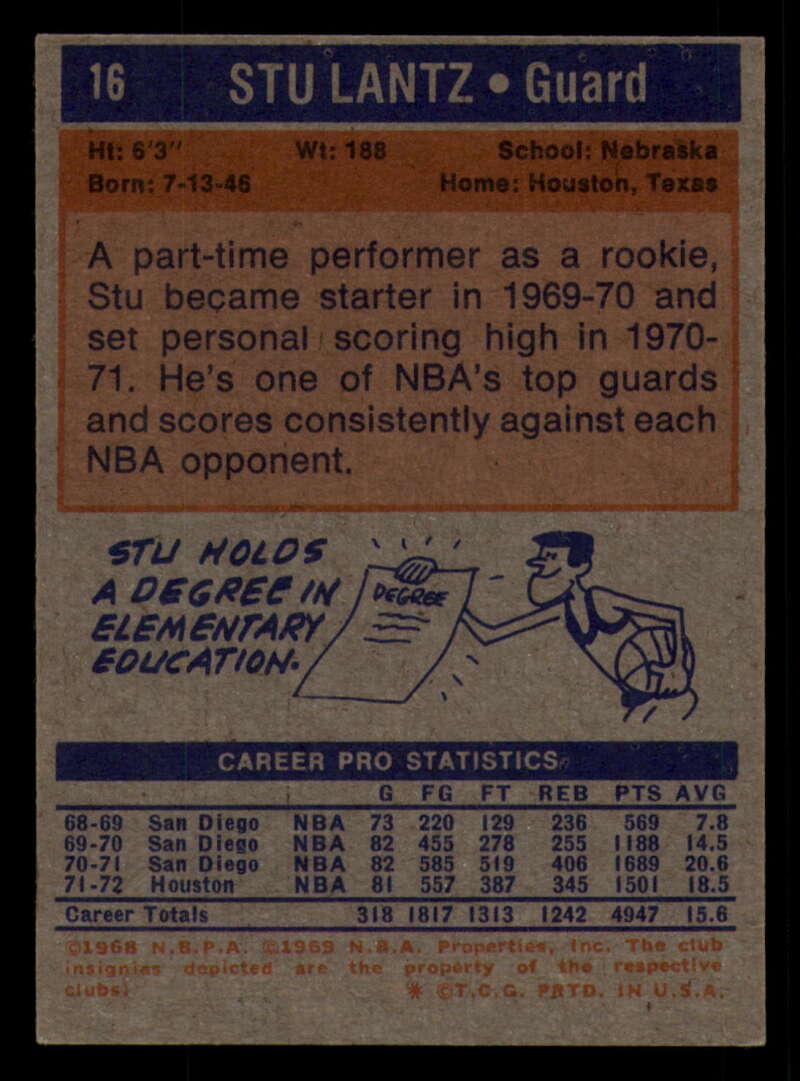 16 STU LANTZ • Guard
Ht: 6'3" Wt: 188 School: Nebraska
Born: 7-13-46 Home: Houston, Texas
A part-time performer as a rookie,
Stu became starter in 1969-70 and
set personal scoring high in 1970-
71. He's one of NBA's top guards
and scores consistently against each
NBA opponent.
STU HOLDS
A DEGREE IN
ELEMENTARY
EDUCATION.
DEGREE
CAREER PRO STATISTICS
G FG FT REB PTS AVG
68-69 San Diego NBA 73 220 129 236 569 7.8
69-70 San Diego NBA 82 455 278 255 1188 14.5
70-71 San Diego NBA 82 585 519 406 1689 20.6
71-72 Houston NBA 81 557 387 345 1501 18.5
Career Totals 318 1817 1313 1242 4947 15.6
©1968 N.B.P.A. ©1969 N.B.A. Properties, Inc. The club
insignias depicted are the property of the respective
clubs.
* ©T.C.G. PRTD. IN U.S.A.